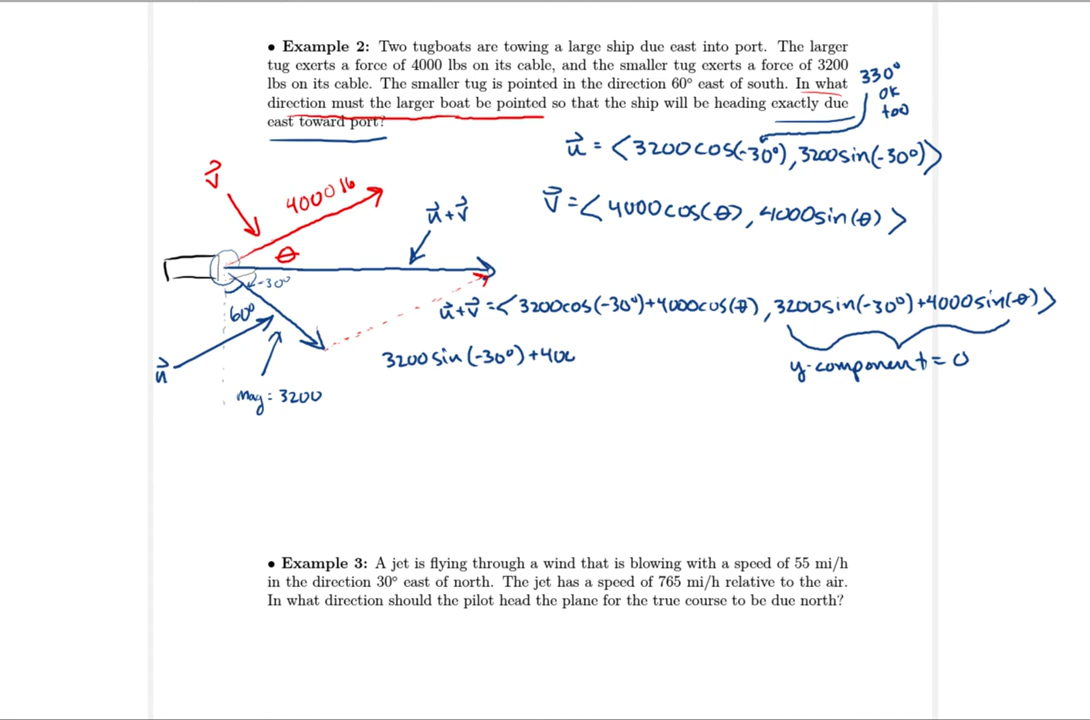 • Example 2: Two tugboats are towing a large ship due east into port. The larger
tug exerts a force of 4000 lbs on its cable, and the smaller tug exerts a force of 3200
lbs on its cable. The smaller tug is pointed in the direction 60° east of south. In what
direction must the larger boat be pointed so that the ship will be heading exactly due
east toward port?
330°
ok
too
u⃗ = <3200cos(-30°), 3200sin(-30°)>
v⃗ = <4000cos(θ), 4000sin(θ)>
v⃗
4000 lb
u⃗+v⃗
θ
-30°
60°
u⃗+v⃗ = <3200cos(-30°)+4000cos(θ), 3200sin(-30°)+4000sin(θ)>
3200sin(-30°)+400
y-component = 0
u⃗
mag = 3200
• Example 3: A jet is flying through a wind that is blowing with a speed of 55 mi/h
in the direction 30° east of north. The jet has a speed of 765 mi/h relative to the air.
In what direction should the pilot head the plane for the true course to be due north?